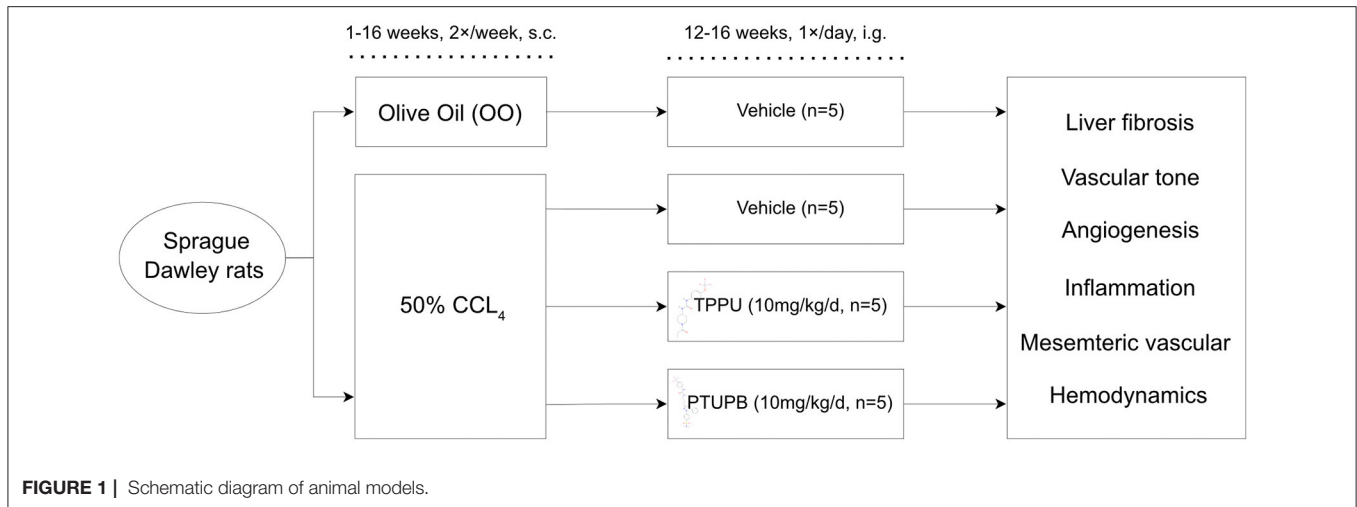 1-16 weeks, 2×/week, s.c.
12-16 weeks, 1×/day, i.g.
Olive Oil (OO)
Vehicle (n=5)
Sprague
Dawley rats
50% CCL4
Vehicle (n=5)
TPPU (10mg/kg/d, n=5)
PTUPB (10mg/kg/d, n=5)
Liver fibrosis
Vascular tone
Angiogenesis
Inflammation
Mesemteric vascular
Hemodynamics
FIGURE 1 | Schematic diagram of animal models.